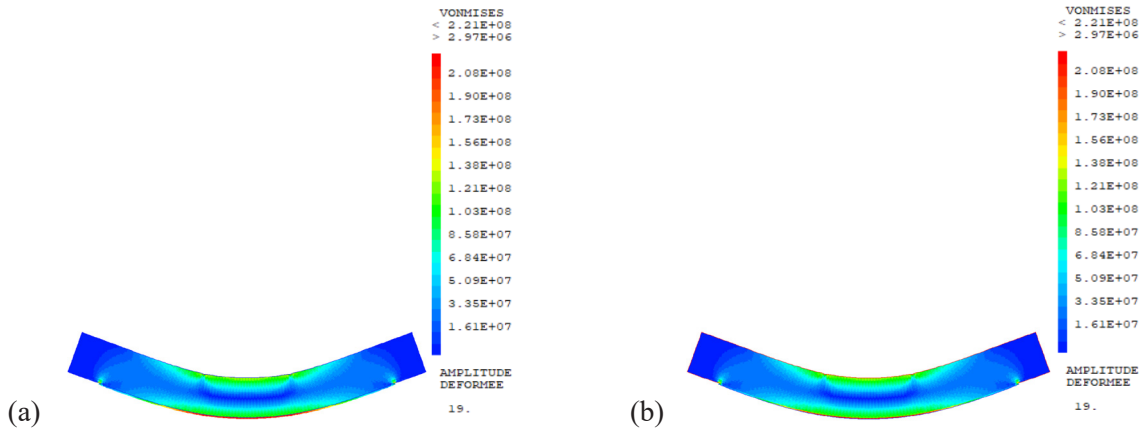 VONMISES
< 2.21E+08
> 2.97E+06
2.08E+08
1.90E+08
1.73E+08
1.56E+08
1.38E+08
1.21E+08
1.03E+08
8.58E+07
6.84E+07
5.09E+07
3.35E+07
1.61E+07
AMPLITUDE
DEFORMEE
19.
(a)
VONMISES
< 2.21E+08
> 2.97E+06
2.08E+08
1.90E+08
1.73E+08
1.56E+08
1.38E+08
1.21E+08
1.03E+08
8.58E+07
6.84E+07
5.09E+07
3.35E+07
1.61E+07
AMPLITUDE
DEFORMEE
19.
(b)